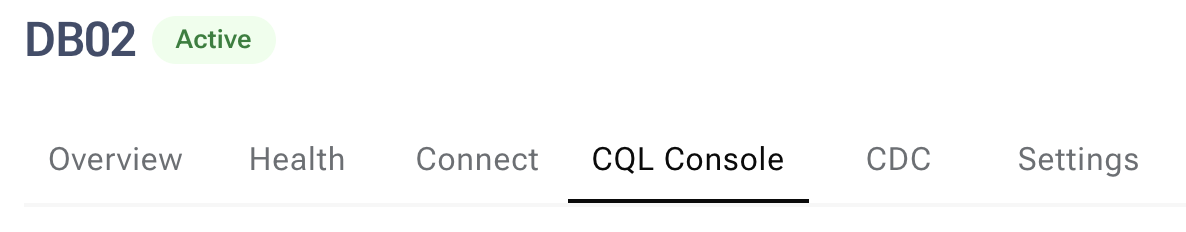 DB02 Active
Overview Health Connect CQL Console CDC Settings